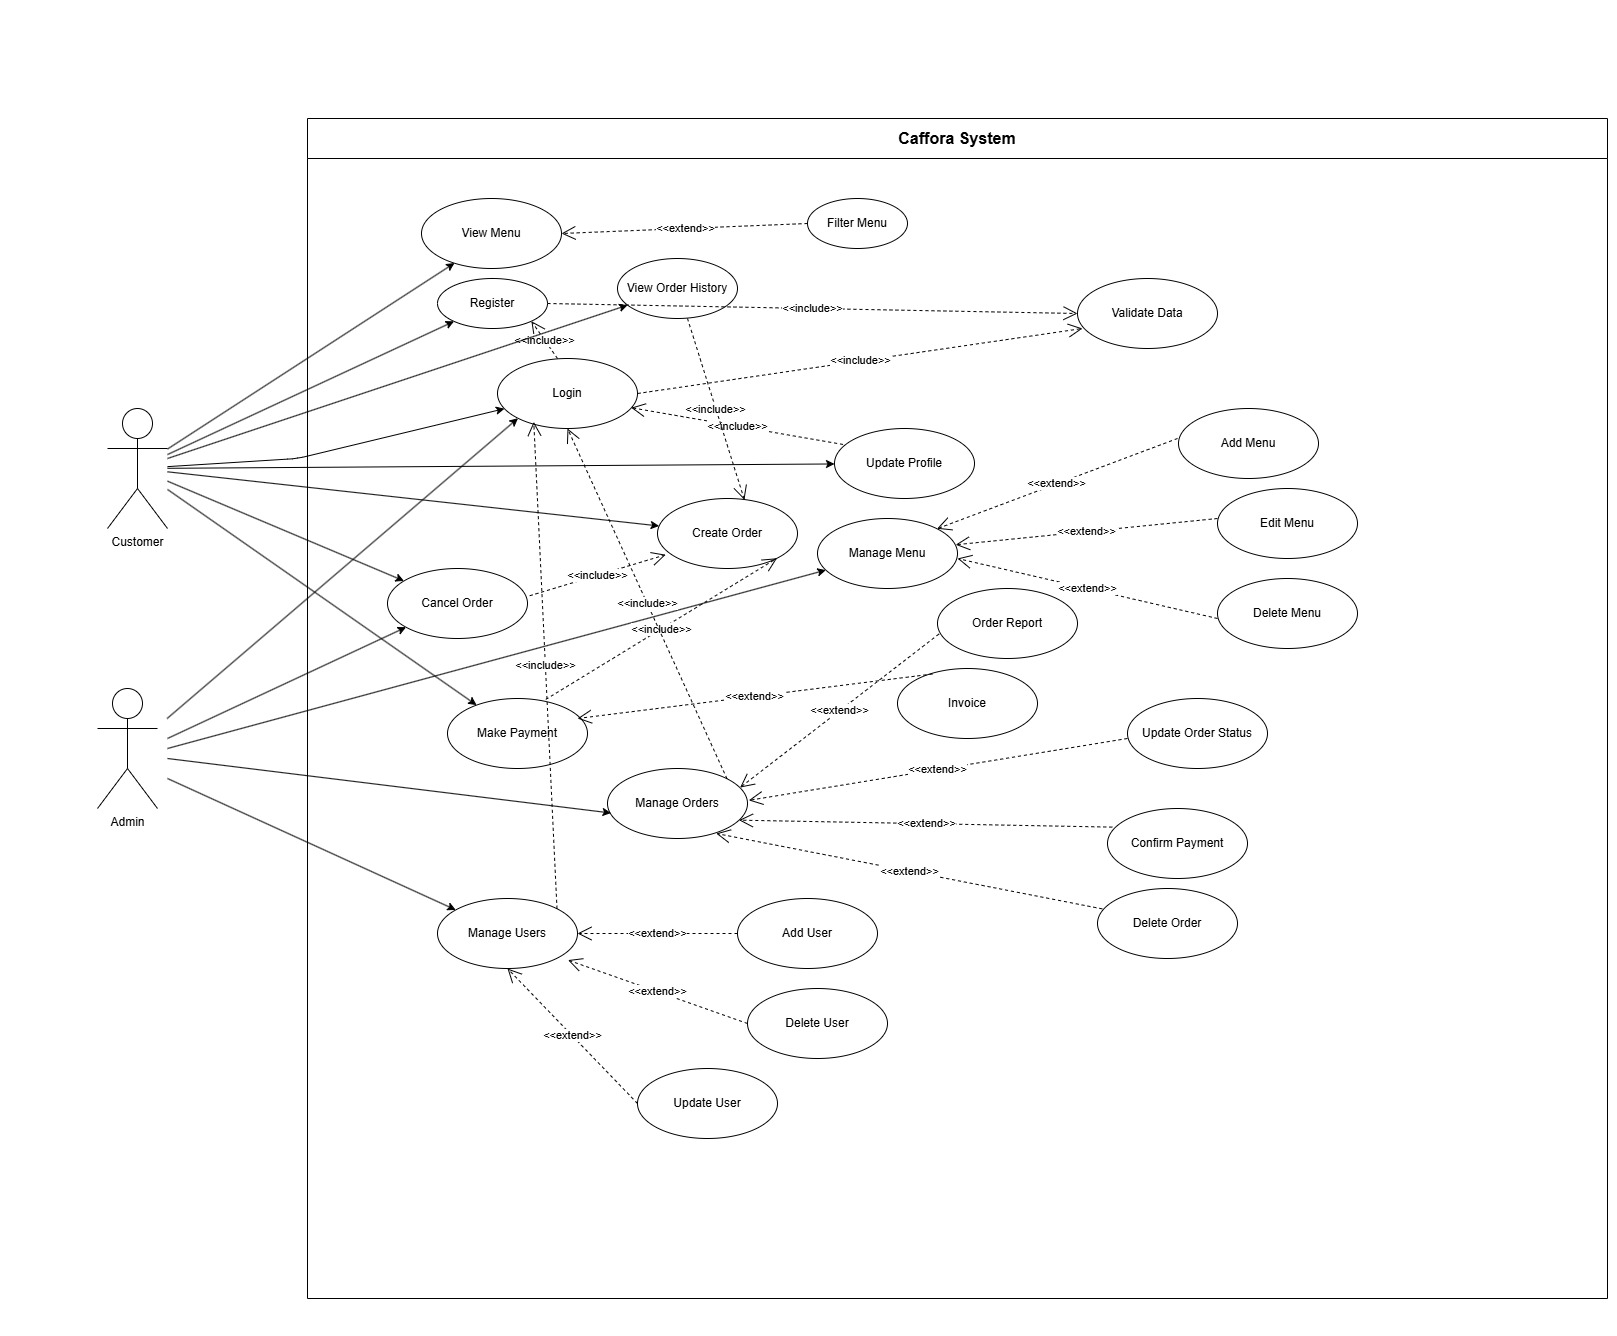 Caffora System
View Menu
<<extend>>
Filter Menu
Register
View Order History
<<include>>
Validate Data
<<include>>
Login
<<include>>
<<include>>
<<include>>
Update Profile
Add Menu
<<extend>>
Customer
Create Order
Manage Menu
<<extend>>
Edit Menu
Cancel Order
<<include>>
<<include>>
<<include>>
<<extend>>
Delete Menu
Order Report
<<include>>
<<extend>>
Invoice
<<extend>>
Make Payment
Update Order Status
<<extend>>
Admin
Manage Orders
<<extend>>
Confirm Payment
<<extend>>
Delete Order
Manage Users
<<extend>>
Add User
<<extend>>
Delete User
<<extend>>
Update User